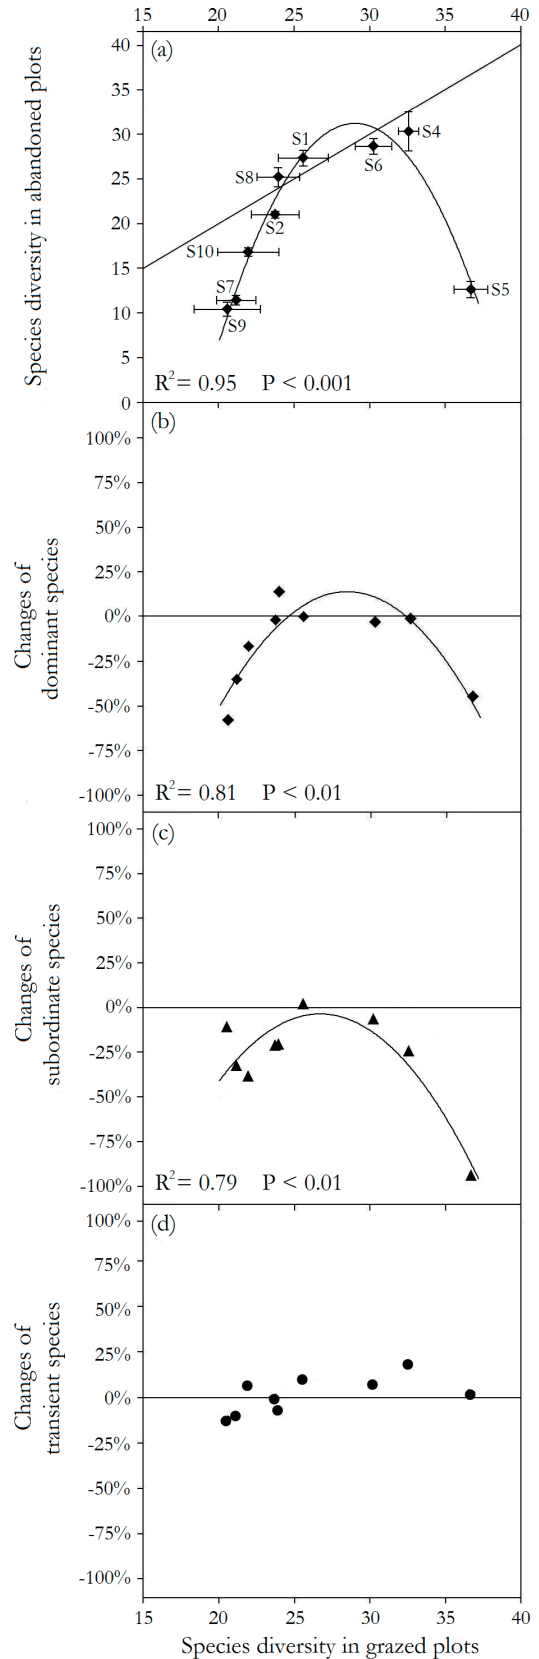 15 20 25 30 35 40
(a)
Species diversity in abandoned plots
40
35
30
25
20
15
10
5
0
S1
S4
S8
S6
S2
S10
S7
S5
S9
R²= 0.95 P < 0.001
(b)
Changes of
dominant species
100%
75%
50%
25%
0%
-25%
-50%
-75%
-100%
R²= 0.81 P < 0.01
(c)
Changes of
subordinate species
100%
75%
50%
25%
0%
-25%
-50%
-75%
-100%
R²= 0.79 P < 0.01
(d)
Changes of
transient species
100%
75%
50%
25%
0%
-25%
-50%
-75%
-100%
15 20 25 30 35 40
Species diversity in grazed plots